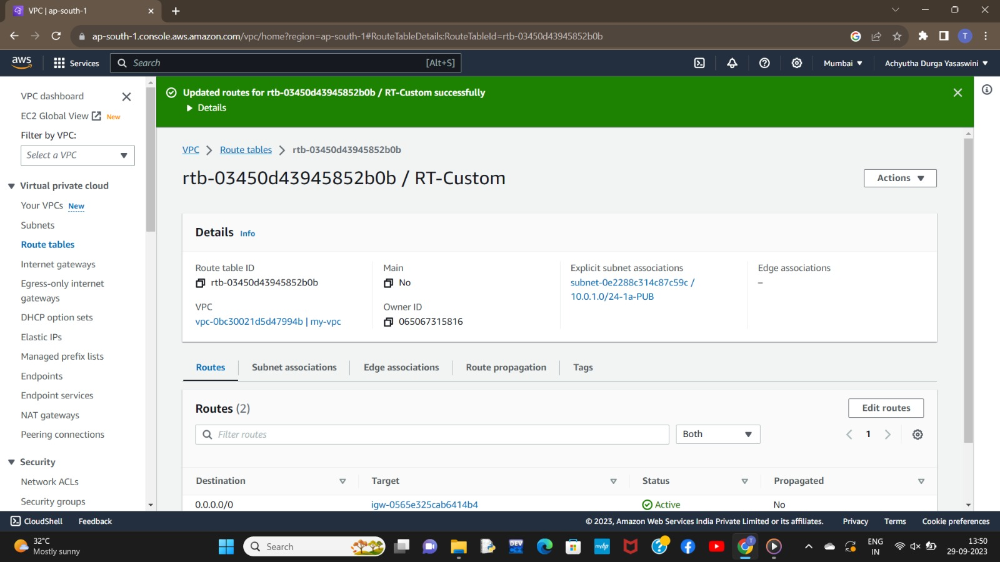 VPC | ap-south-1
ap-south-1.console.aws.amazon.com/vpc/home?region=ap-south-1#RouteTableDetails:RouteTableId=rtb-03450d43945852b0b
T
aws
Services
Search
[Alt+S]
Mumbai
Achyutha Durga Yasaswini
VPC dashboard
EC2 Global View New
Filter by VPC:
Select a VPC
Virtual private cloud
Your VPCs New
Subnets
Route tables
Internet gateways
Egress-only internet
gateways
DHCP option sets
Elastic IPs
Managed prefix lists
Endpoints
Endpoint services
NAT gateways
Peering connections
Security
Network ACLs
Security groups
Updated routes for rtb-03450d43945852b0b / RT-Custom successfully
Details
VPC
Route tables
rtb-03450d43945852b0b
rtb-03450d43945852b0b / RT-Custom
Actions
Details Info
Route table ID
rtb-03450d43945852b0b
Main
No
Explicit subnet associations
subnet-0e2288c314c87c59c /
10.0.1.0/24-1a-PUB
Edge associations
–
VPC
vpc-0bc30021d5d47994b | my-vpc
Owner ID
065067315816
Routes
Subnet associations
Edge associations
Route propagation
Tags
Routes (2)
Edit routes
Filter routes
Both
1
Destination
Target
Status
Propagated
0.0.0.0/0
igw-0565e325cab6414b4
Active
No
CloudShell
Feedback
© 2023, Amazon Web Services India Private Limited or its affiliates.
Privacy
Terms
Cookie preferences
32°C
Mostly sunny
Search
DEV
myhp
T
ENG
IN
13:50
29-09-2023